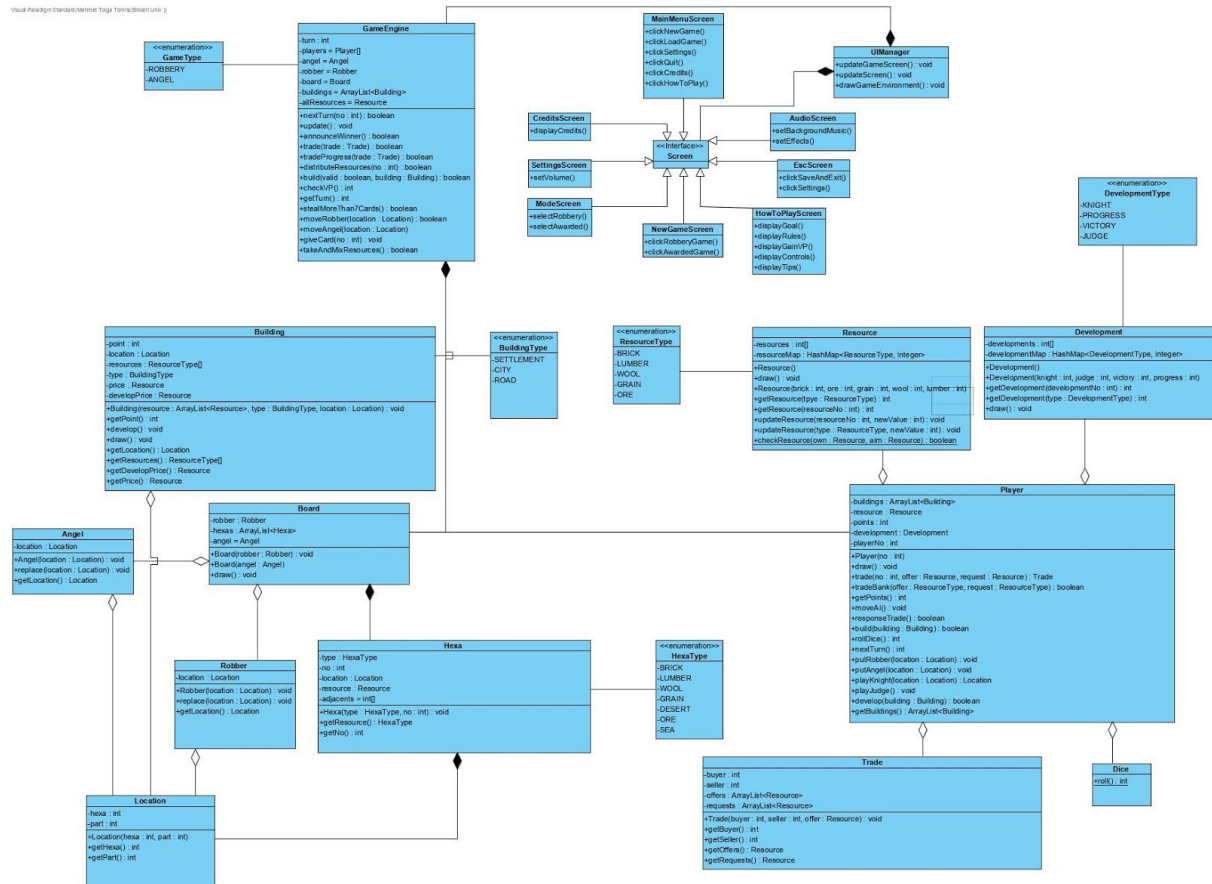 Visual Paradigm Standard(Mehmet Tolga Tomris(Bilkent Univ. ))
<<enumeration>>
GameType
-ROBBERY
-ANGEL
GameEngine
-turn : int
-players = Player[]
-angel = Angel
-robber = Robber
-board = Board
-buildings = ArrayList<Building>
-allResources = Resource
+nextTurn(no : int) : boolean
+update() : void
+announceWinner() : boolean
+trade(trade : Trade) : boolean
+tradeProgress(trade : Trade) : boolean
+distributeResources(no : int) : boolean
+build(valid : boolean, building : Building) : boolean
+checkVP() : int
+getTurn() : int
+stealMoreThan7Cards() : boolean
+moveRobber(location : Location) : boolean
+moveAngel(location : Location)
+giveCard(no : int) : void
+takeAndMixResources() : boolean
MainMenuScreen
+clickNewGame()
+clickLoadGame()
+clickSettings()
+clickQuit()
+clickCredits()
+clickHowToPlay()
UIManager
+updateGameScreen() : void
+updateScreen() : void
+drawGameEnvironment() : void
CreditsScreen
+displayCredits()
AudioScreen
+setBackgroundMusic()
+setEffects()
<<Interface>>
Screen
SettingsScreen
+setVolume()
EscScreen
+clickSaveAndExit()
+clickSettings()
ModeScreen
+selectRobbery()
+selectAwarded()
NewGameScreen
+clickRobberyGame()
+clickAwardedGame()
HowToPlayScreen
+displayGoal()
+displayRules()
+displayGainVP()
+displayControls()
+displayTips()
<<enumeration>>
DevelopmentType
-KNIGHT
-PROGRESS
-VICTORY
-JUDGE
Building
-point : int
-location : Location
-resources : ResourceType[]
-type : BuildingType
-price : Resource
-developPrice : Resource
+Building(resource : ArrayList<Resource>, type : BuildingType, location : Location) : void
+getPoint() : int
+develop() : void
+draw() : void
+getLocation() : Location
+getResources() : ResourceType[]
+getDevelopPrice() : Resource
+getPrice() : Resource
<<enumeration>>
BuildingType
-SETTLEMENT
-CITY
-ROAD
<<enumeration>>
ResourceType
-BRICK
-LUMBER
-WOOL
-GRAIN
-ORE
Resource
-resources : int[]
-resourceMap : HashMap<ResourceType, Integer>
+Resource()
+draw() : void
+Resource(brick : int, ore : int, grain : int, wool : int, lumber : int)
+getResource(tpye : ResourceType) : int
+getResource(resourceNo : int) : int
+updateResource(resourceNo : int, newValue : int) : void
+updateResource(type : ResourceType, newValue : int) : void
+checkResource(own : Resource, aim : Resource) : boolean
Development
-developments : int[]
-developmentMap : HashMap<DevelopmentType, Integer>
+Development()
+Development(knight : int, judge : int, victory : int, progress : int)
+getDevelopment(developmentNo : int) : int
+getDevelopment(type : DevelopmentType) : int
+draw() : void
Angel
-location : Location
+Angel(location : Location) : void
+replace(location : Location) : void
+getLocation() : Location
Board
-robber : Robber
-hexas : ArrayList<Hexa>
-angel = Angel
+Board(robber : Robber) : void
+Board(angel : Angel)
+draw() : void
Player
-buildings : ArrayList<Building>
-resource : Resource
-points : int
-development : Development
-playerNo : int
+Player(no : int)
+draw() : void
+trade(no : int, offer : Resource, request : Resource) : Trade
+tradeBank(offer : ResourceType, request : ResourceType) : boolean
+getPoints() : int
+moveAI() : void
+responseTrade() : boolean
+build(building : Building) : boolean
+rollDice() : int
+nextTurn() : int
+putRobber(location : Location) : void
+putAngel(location : Location) : void
+playKnight(location : Location) : Location
+playJudge() : void
+develop(building : Building) : boolean
+getBuildings() : ArrayList<Building>
Robber
-location : Location
+Robber(location : Location) : void
+replace(location : Location) : void
+getLocation() : Location
Hexa
-type : HexaType
-no : int
-location : Location
-resource : Resource
-adjacents = int[]
+Hexa(type : HexaType, no : int) : void
+getResource() : HexaType
+getNo() : int
<<enumeration>>
HexaType
-BRICK
-LUMBER
-WOOL
-GRAIN
-DESERT
-ORE
-SEA
Location
-hexa : int
-part : int
+Location(hexa : int, part : int)
+getHexa() : int
+getPart() : int
Trade
-buyer : int
-seller : int
-offers : ArrayList<Resource>
-requests : ArrayList<Resource>
+Trade(buyer : int, seller : int, offer : Resource) : void
+getBuyer() : int
+getSeller() : int
+getOffers() : Resource
+getRequests() : Resource
Dice
+roll() : int